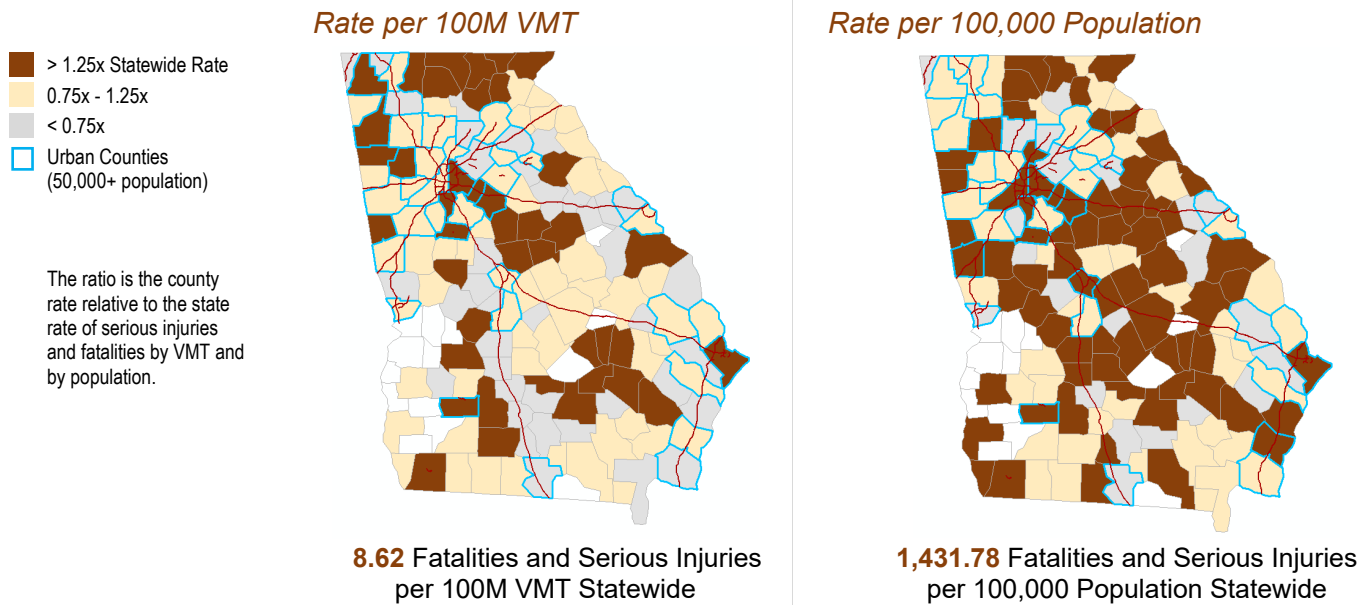 Rate per 100M VMT
Rate per 100,000 Population
> 1.25x Statewide Rate
0.75x - 1.25x
< 0.75x
Urban Counties
(50,000+ population)
The ratio is the county
rate relative to the state
rate of serious injuries
and fatalities by VMT and
by population.
8.62 Fatalities and Serious Injuries
per 100M VMT Statewide
1,431.78 Fatalities and Serious Injuries
per 100,000 Population Statewide